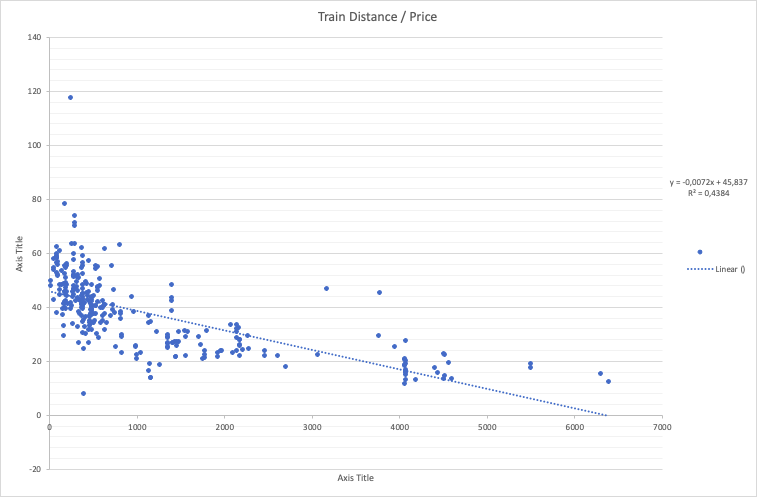 Train Distance / Price
140
120
100
80
60
40
20
0
-20
Axis Title
0 1000 2000 3000 4000 5000 6000 7000
Axis Title
y = -0,0072x + 45,837
R² = 0,4384
Linear ()